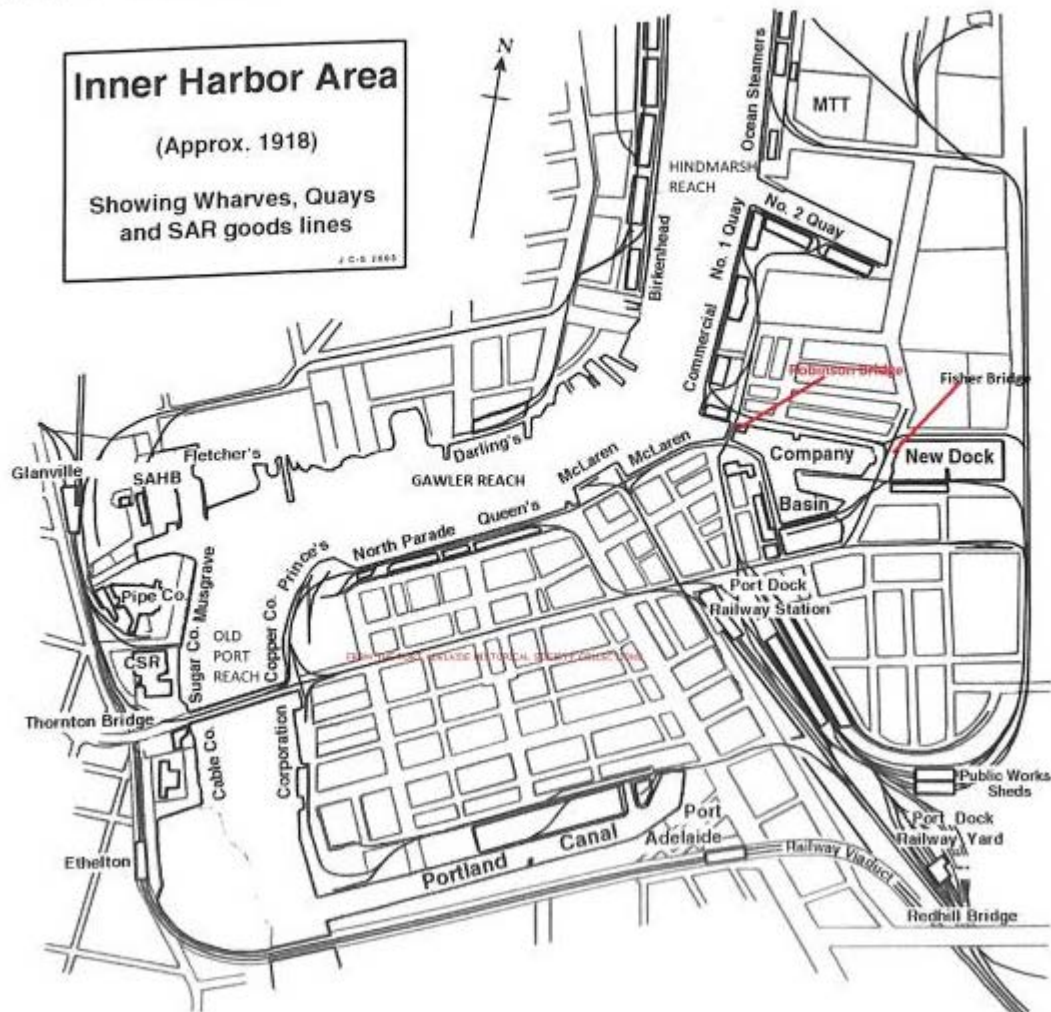 Inner Harbor Area
(Approx. 1918)
Showing Wharves, Quays
and SAR goods lines
N
Ocean Steamers
MTT
HINDMARSH
REACH
No. 2 Quay
No. 1 Quay
Birkenhead
Commercial
Robinson Bridge
Fisher Bridge
Glanville
SAHB
Fletcher's
Darling's
GAWLER REACH
McLaren
McLaren
Company
New Dock
Basin
Queen's
North Parade
Prince's
Musgrave
Pipe Co.
Copper Co.
Port Dock
Railway Station
CSR
Sugar Co.
OLD
PORT
REACH
Thornton Bridge
Cable Co.
Corporation
Public Works
Sheds
Port Dock
Railway Yard
Port
Adelaide
Portland Canal
Railway Viaduct
Ethelton
Redhill Bridge